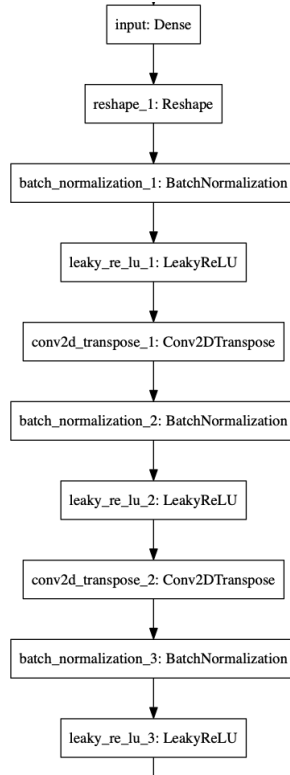 input: Dense
reshape_1: Reshape
batch_normalization_1: BatchNormalization
leaky_re_lu_1: LeakyReLU
conv2d_transpose_1: Conv2DTranspose
batch_normalization_2: BatchNormalization
leaky_re_lu_2: LeakyReLU
conv2d_transpose_2: Conv2DTranspose
batch_normalization_3: BatchNormalization
leaky_re_lu_3: LeakyReLU